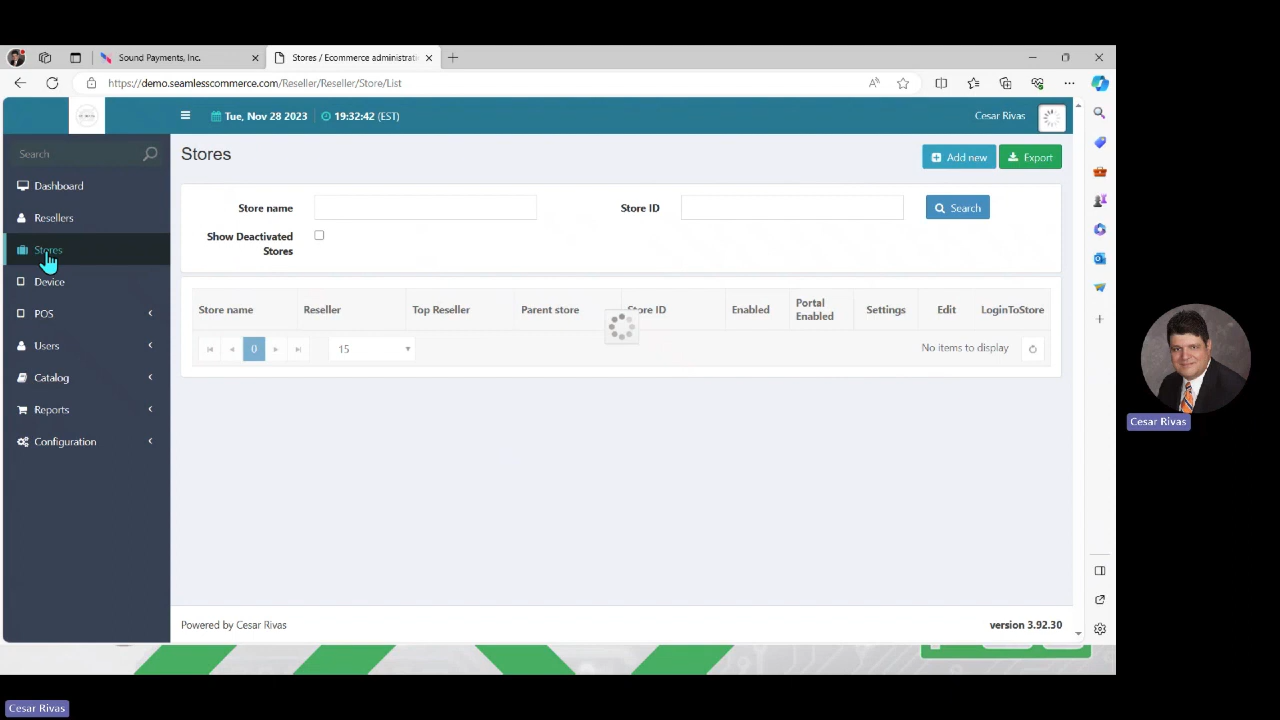 Sound Payments, Inc.
Stores / Ecommerce administrati
https://demo.seamlesscommerce.com/Reseller/Reseller/Store/List
Tue, Nov 28 2023
19:32:42 (EST)
Cesar Rivas
Search
Dashboard
Resellers
Stores
Device
POS
Users
Catalog
Reports
Configuration
Stores
Add new
Export
Store name
Store ID
Search
Show Deactivated
Stores
Store name
Reseller
Top Reseller
Parent store
Store ID
Enabled
Portal
Enabled
Settings
Edit
LoginToStore
0
15
No items to display
Powered by Cesar Rivas
version 3.92.30
Cesar Rivas
Cesar Rivas